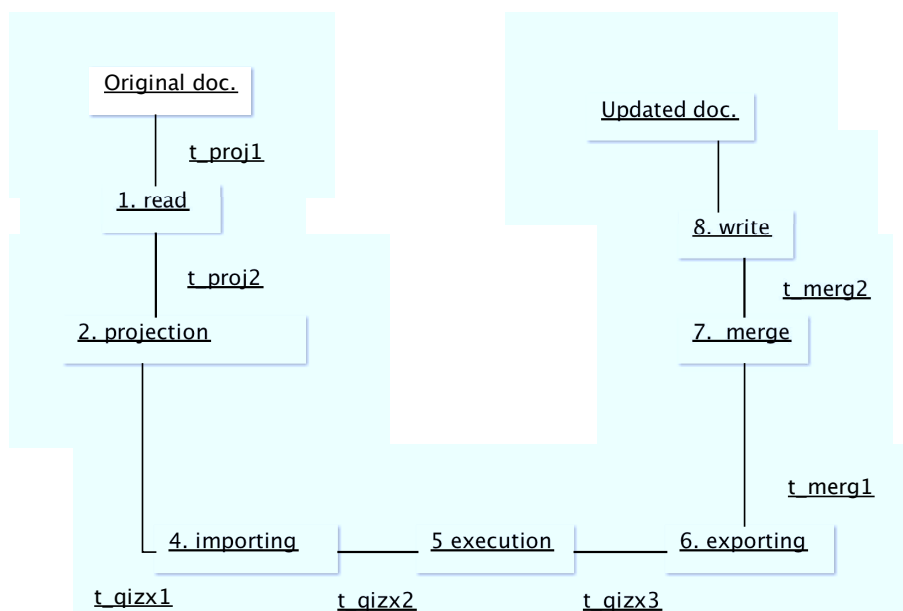 Original doc.
Updated doc.
t_proj1
1. read
8. write
t_proj2
t_merg2
2. projection
7. merge
t_merg1
4. importing
5 execution
6. exporting
t_qizx1
t_qizx2
t_qizx3